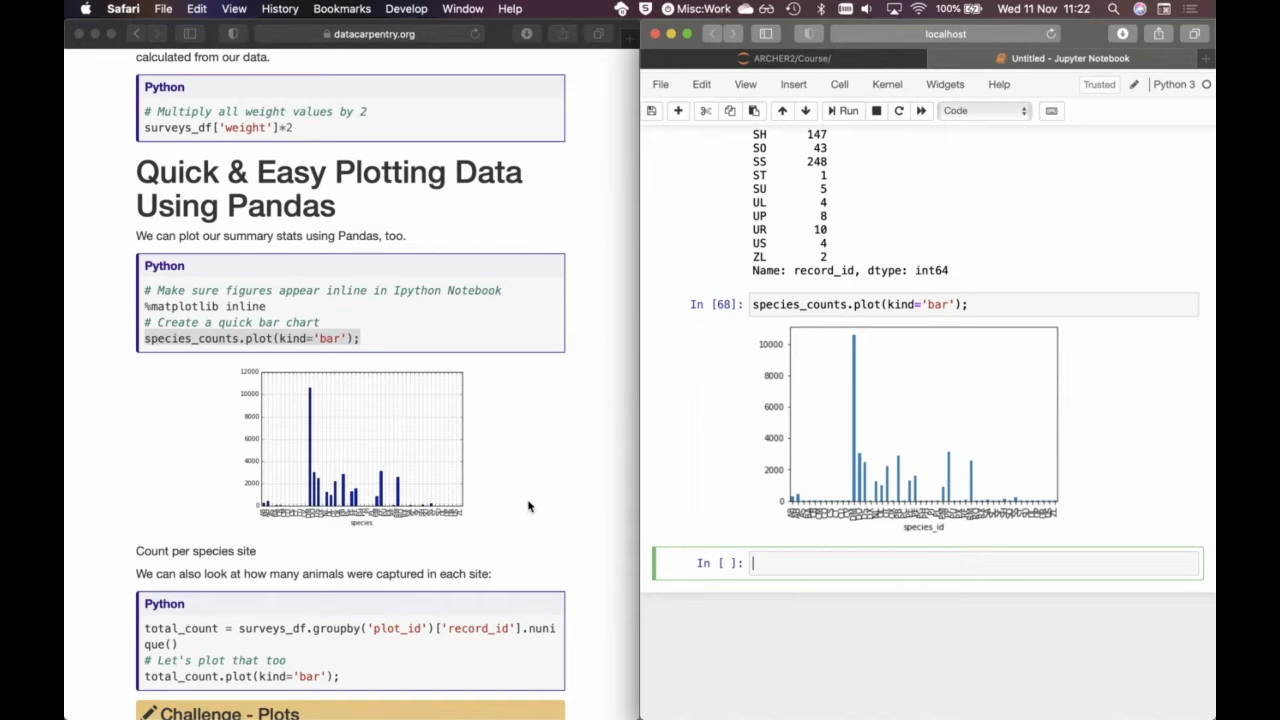 Safari File Edit View History Bookmarks Develop Window Help Misc:Work 100% Wed 11 Nov 11:22
datacarpentry.org
calculated from our data.
Python
# Multiply all weight values by 2
surveys_df['weight']*2
Quick & Easy Plotting Data
Using Pandas
We can plot our summary stats using Pandas, too.
Python
# Make sure figures appear inline in Ipython Notebook
%matplotlib inline
# Create a quick bar chart
species_counts.plot(kind='bar');
12000
10000
8000
6000
4000
2000
0
species
Count per species site
We can also look at how many animals were captured in each site:
Python
total_count = surveys_df.groupby('plot_id')['record_id'].nuni
que()
# Let's plot that too
total_count.plot(kind='bar');
Challenge - Plots
localhost
ARCHER2/Course/ Untitled - Jupyter Notebook
File Edit View Insert Cell Kernel Widgets Help Trusted Python 3
Run Code
SH 147
SO 43
SS 248
ST 1
SU 5
UL 4
UP 8
UR 10
US 4
ZL 2
Name: record_id, dtype: int64
In [68]: species_counts.plot(kind='bar');
10000
8000
6000
4000
2000
0
species_id
In [ ]: